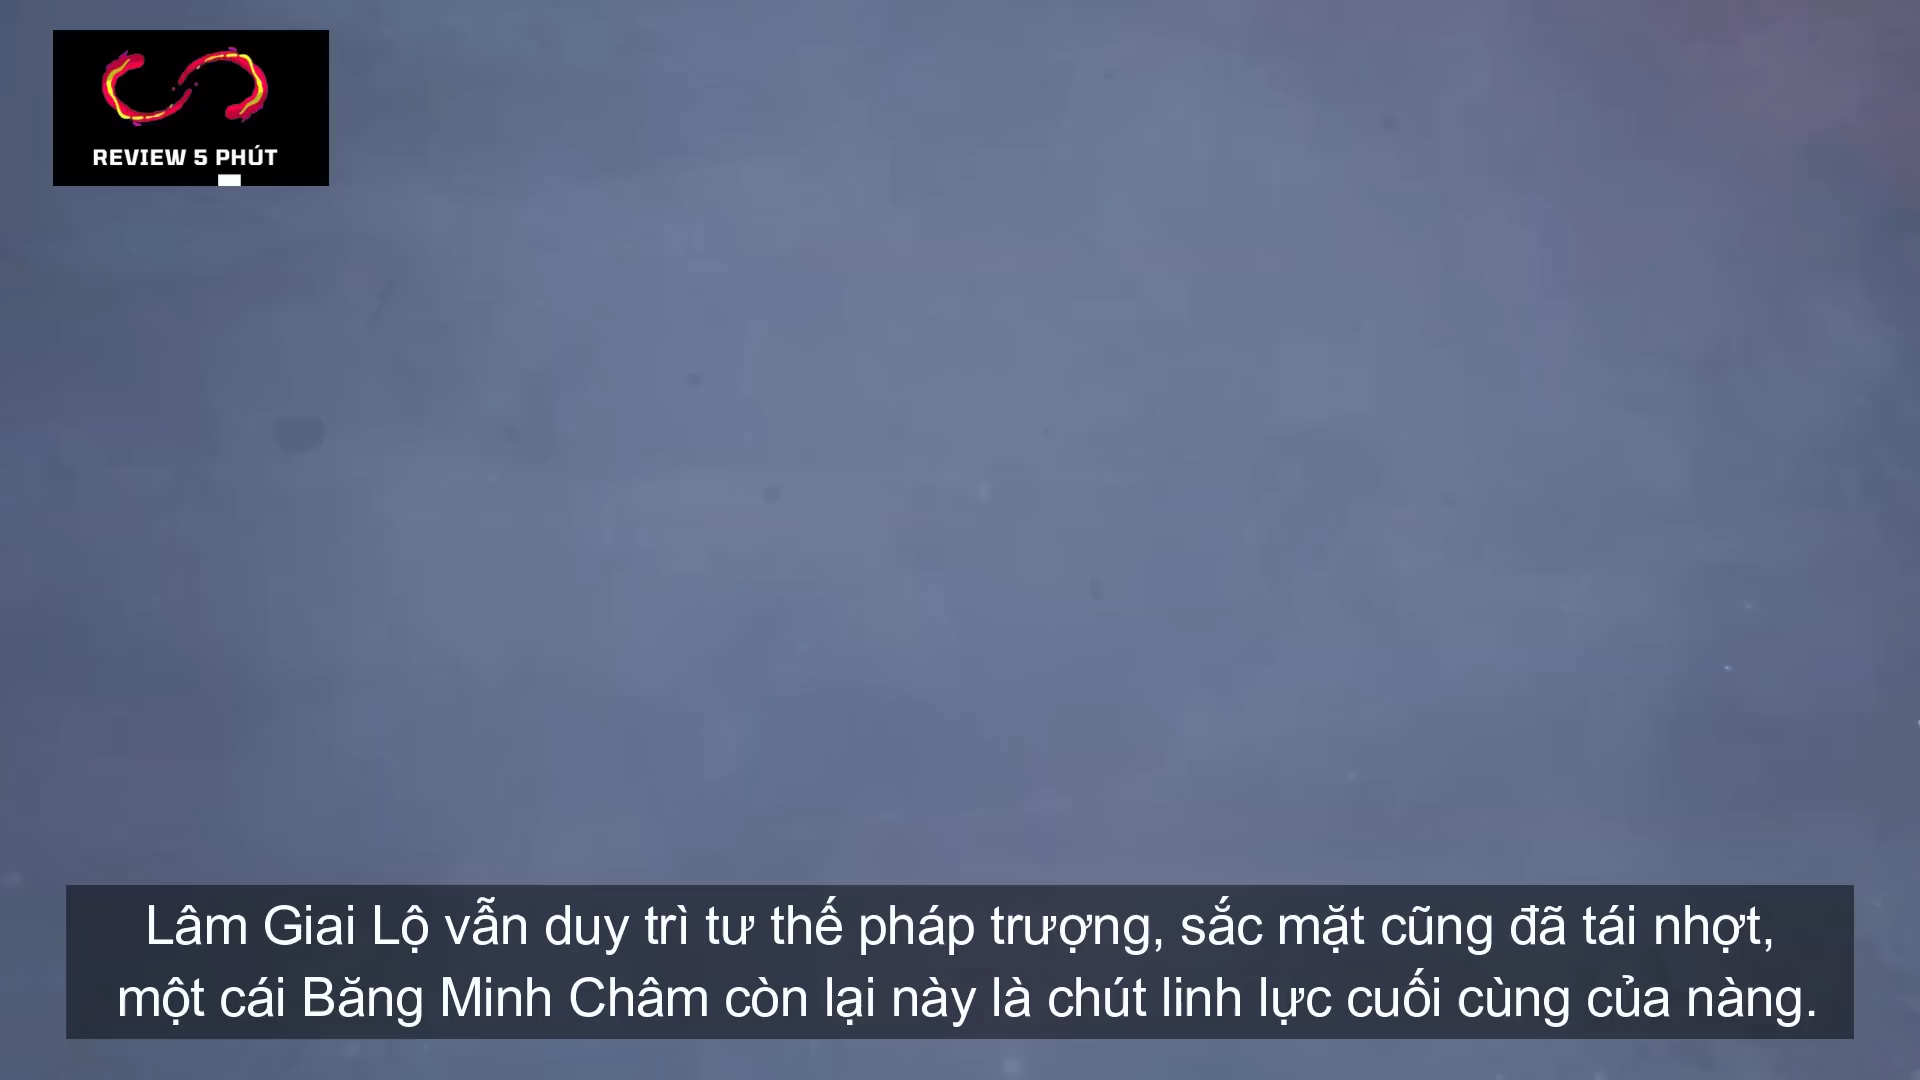 REVIEW 5 PHÚT
Lâm Giai Lộ vẫn duy trì tư thế pháp trượng, sắc mặt cũng đã tái nhợt,
một cái Băng Minh Châm còn lại này là chút linh lực cuối cùng của nàng.